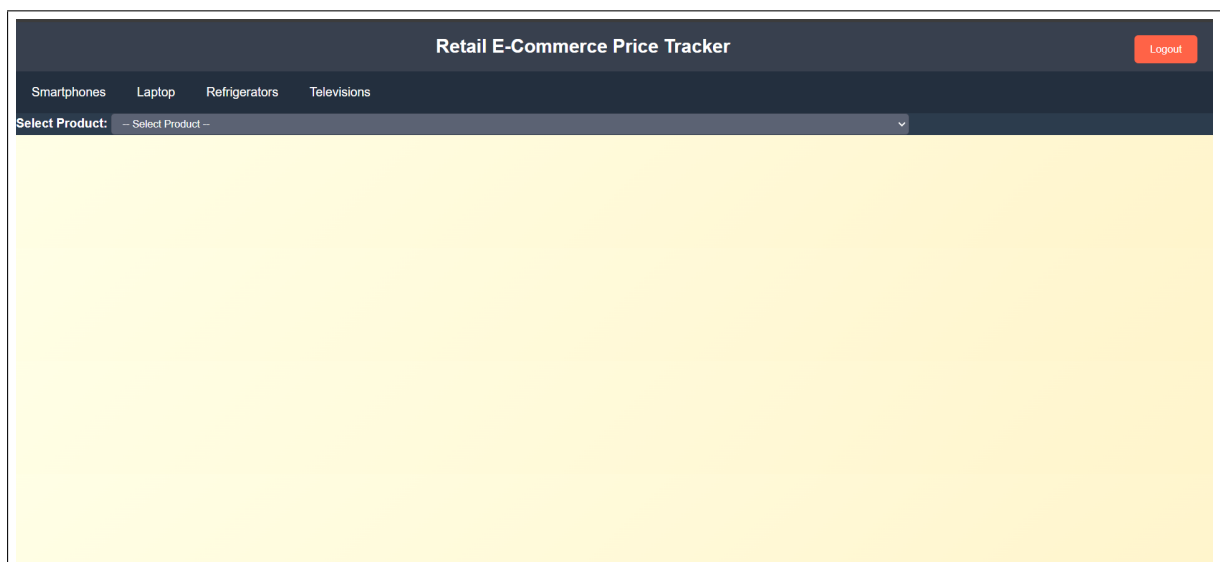 Retail E-Commerce Price Tracker
Logout
Smartphones Laptop Refrigerators Televisions
Select Product: -- Select Product --